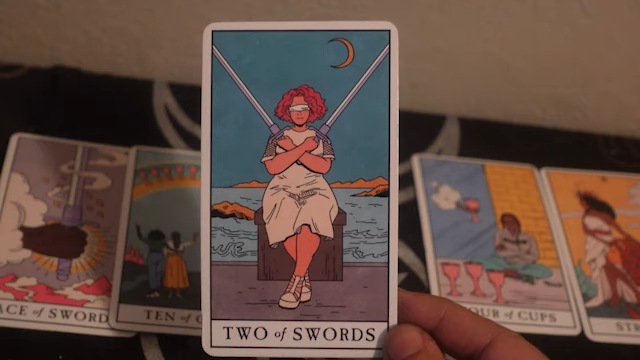 TWO of SWORDS
ACE of SWORD
TEN of
OUR of CUPS